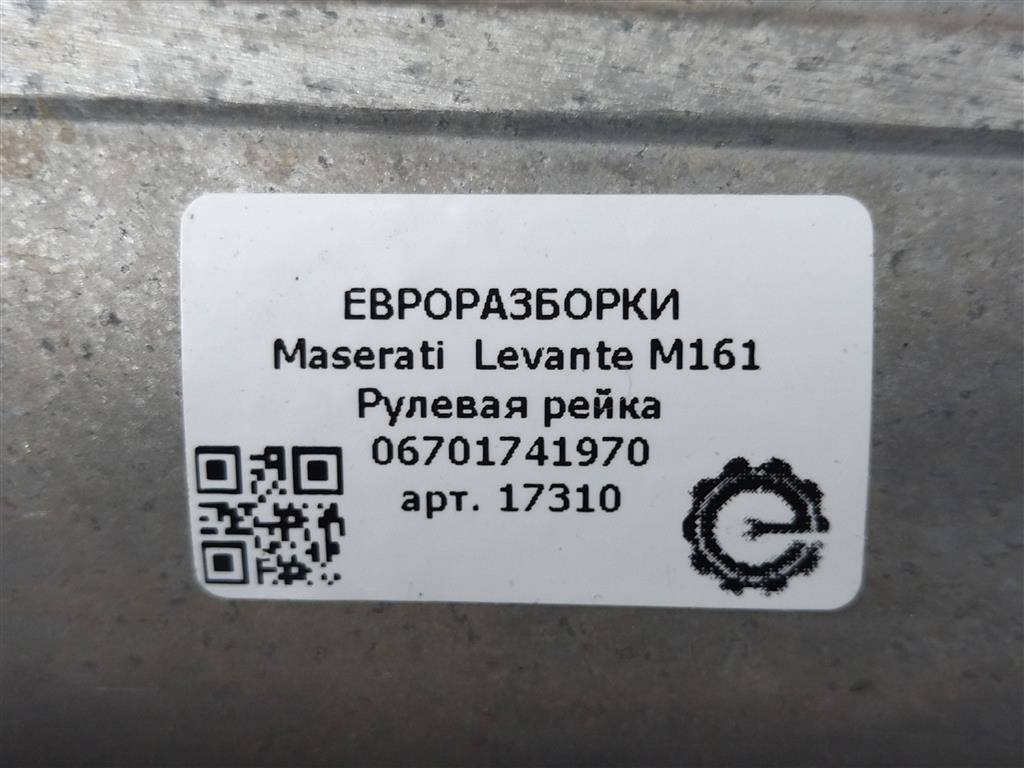 ЕВРОРАЗБОРКИ
Maserati Levante M161
Рулевая рейка
06701741970
арт. 17310